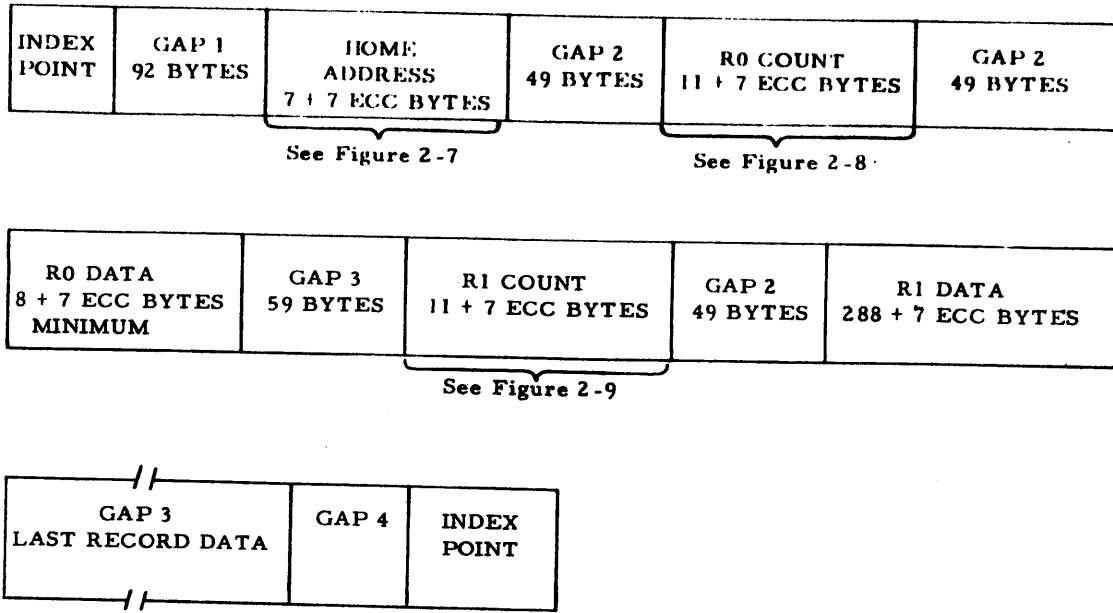 INDEX POINT
GAP 1
92 BYTES
HOME ADDRESS
7 + 7 ECC BYTES
GAP 2
49 BYTES
R0 COUNT
11 + 7 ECC BYTES
GAP 2
49 BYTES
See Figure 2-7
See Figure 2-8
R0 DATA
8 + 7 ECC BYTES
MINIMUM
GAP 3
59 BYTES
R1 COUNT
11 + 7 ECC BYTES
GAP 2
49 BYTES
R1 DATA
288 + 7 ECC BYTES
See Figure 2-9
GAP 3
LAST RECORD DATA
GAP 4
INDEX
POINT